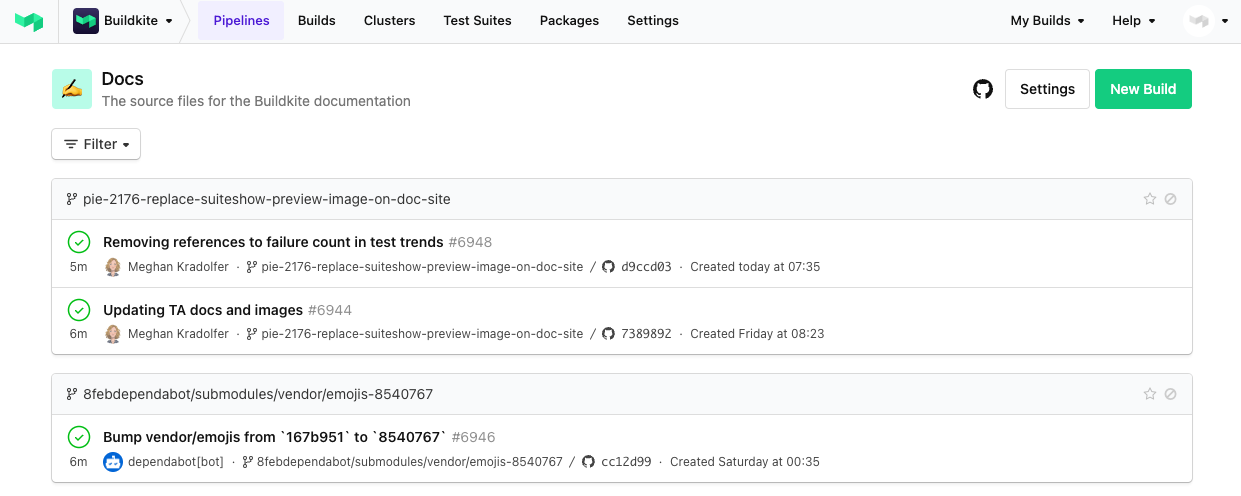 Buildkite Pipelines Builds Clusters Test Suites Packages Settings My Builds Help
Docs
The source files for the Buildkite documentation
Settings New Build
Filter
pie-2176-replace-suiteshow-preview-image-on-doc-site
Removing references to failure count in test trends #6948
5m Meghan Kradolfer · pie-2176-replace-suiteshow-preview-image-on-doc-site / d9ccd03 · Created today at 07:35
Updating TA docs and images #6944
6m Meghan Kradolfer · pie-2176-replace-suiteshow-preview-image-on-doc-site / 7389892 · Created Friday at 08:23
8febdependabot/submodules/vendor/emojis-8540767
Bump vendor/emojis from `167b951` to `8540767` #6946
6m dependabot[bot] · 8febdependabot/submodules/vendor/emojis-8540767 / cc12d99 · Created Saturday at 00:35